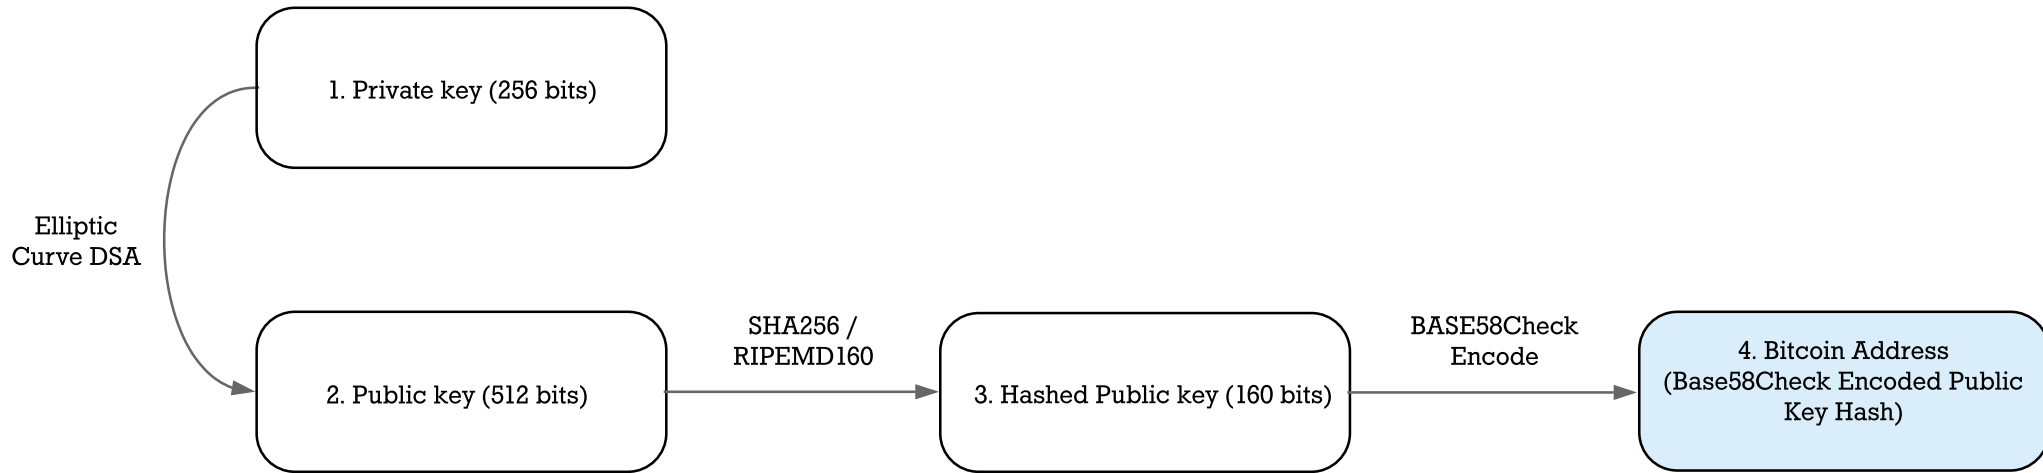 1. Private key (256 bits)
Elliptic
Curve DSA
2. Public key (512 bits)
SHA256 /
RIPEMD160
3. Hashed Public key (160 bits)
BASE58Check
Encode
4. Bitcoin Address
(Base58Check Encoded Public
Key Hash)